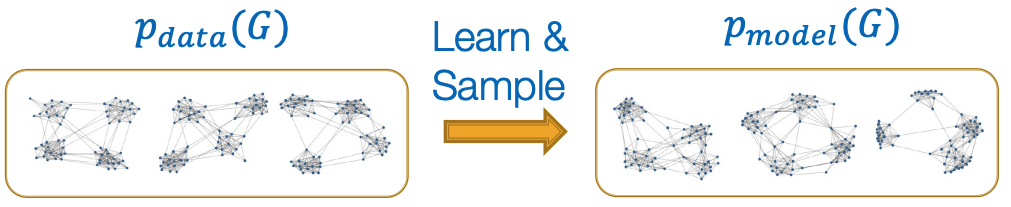 p_data(G)
Learn &
Sample
p_model(G)